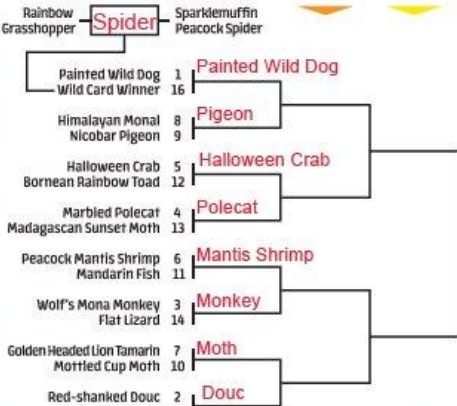 Rainbow
Grasshopper
Spider
Sparklemuffin
Peacock Spider
Painted Wild Dog 1
Wild Card Winner 16
Painted Wild Dog
Himalayan Monal 8
Nicobar Pigeon 9
Pigeon
Halloween Crab 5
Bornean Rainbow Toad 12
Halloween Crab
Marbled Polecat 4
Madagascan Sunset Moth 13
Polecat
Peacock Mantis Shrimp 6
Mandarin Fish 11
Mantis Shrimp
Wolf's Mona Monkey 3
Flat Lizard 14
Monkey
Golden Headed Lion Tamarin 7
Mottled Cup Moth 10
Moth
Red-shanked Douc 2
Douc